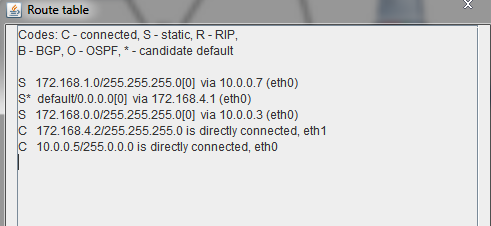 Route table
Codes: C - connected, S - static, R - RIP,
B - BGP, O - OSPF, * - candidate default
S 172.168.1.0/255.255.255.0[0] via 10.0.0.7 (eth0)
S* default/0.0.0.0[0] via 172.168.4.1 (eth0)
S 172.168.0.0/255.255.255.0[0] via 10.0.0.3 (eth0)
C 172.168.4.2/255.255.255.0 is directly connected, eth1
C 10.0.0.5/255.0.0.0 is directly connected, eth0